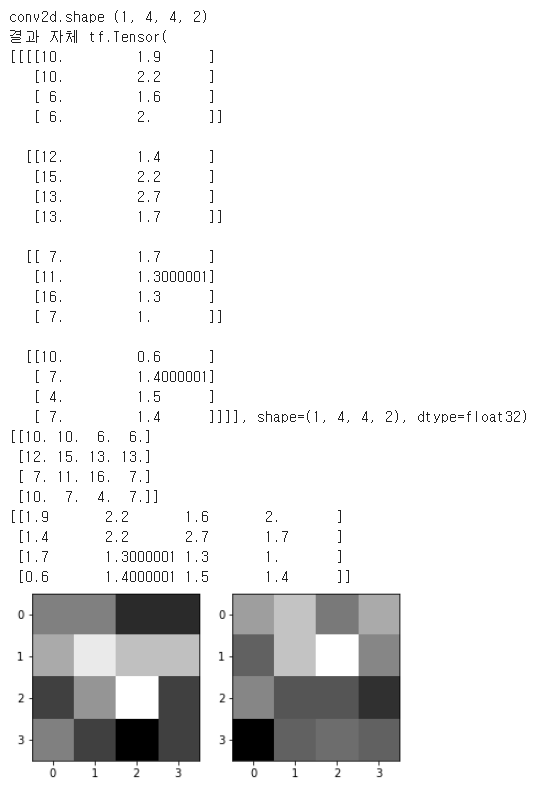 conv2d.shape (1, 4, 4, 2)
결과 자체 tf.Tensor(
[[[[10.         1.9      ]
   [10.         2.2      ]
   [ 6.         1.6      ]
   [ 6.         2.       ]]

  [[12.         1.4      ]
   [15.         2.2      ]
   [13.         2.7      ]
   [13.         1.7      ]]

  [[ 7.         1.7      ]
   [11.         1.3000001]
   [16.         1.3      ]
   [ 7.         1.       ]]

  [[10.         0.6      ]
   [ 7.         1.4000001]
   [ 4.         1.5      ]
   [ 7.         1.4      ]]]], shape=(1, 4, 4, 2), dtype=float32)
[[10. 10.  6.  6.]
 [12. 15. 13. 13.]
 [ 7. 11. 16.  7.]
 [10.  7.  4.  7.]]
[[1.9       2.2       1.6       2.       ]
 [1.4       2.2       2.7       1.7      ]
 [1.7       1.3000001 1.3       1.       ]
 [0.6       1.4000001 1.5       1.4      ]]
0 0
1 1
2 2
3 3
0 1 2 3 0 1 2 3